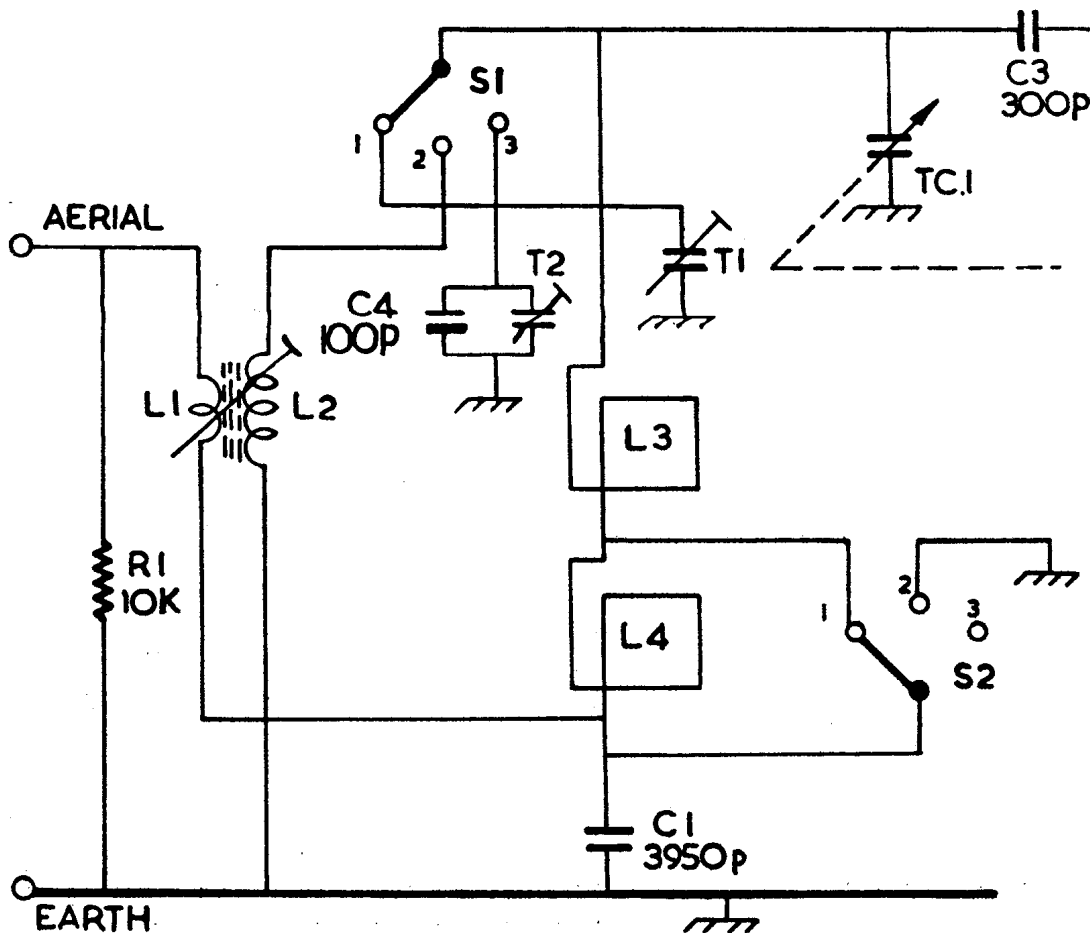 S1
1
2
3
C3
300p
TC.1
AERIAL
T2
T1
C4
100p
L1
L2
L3
R1
10K
L4
1
2
3
S2
C1
3950p
EARTH